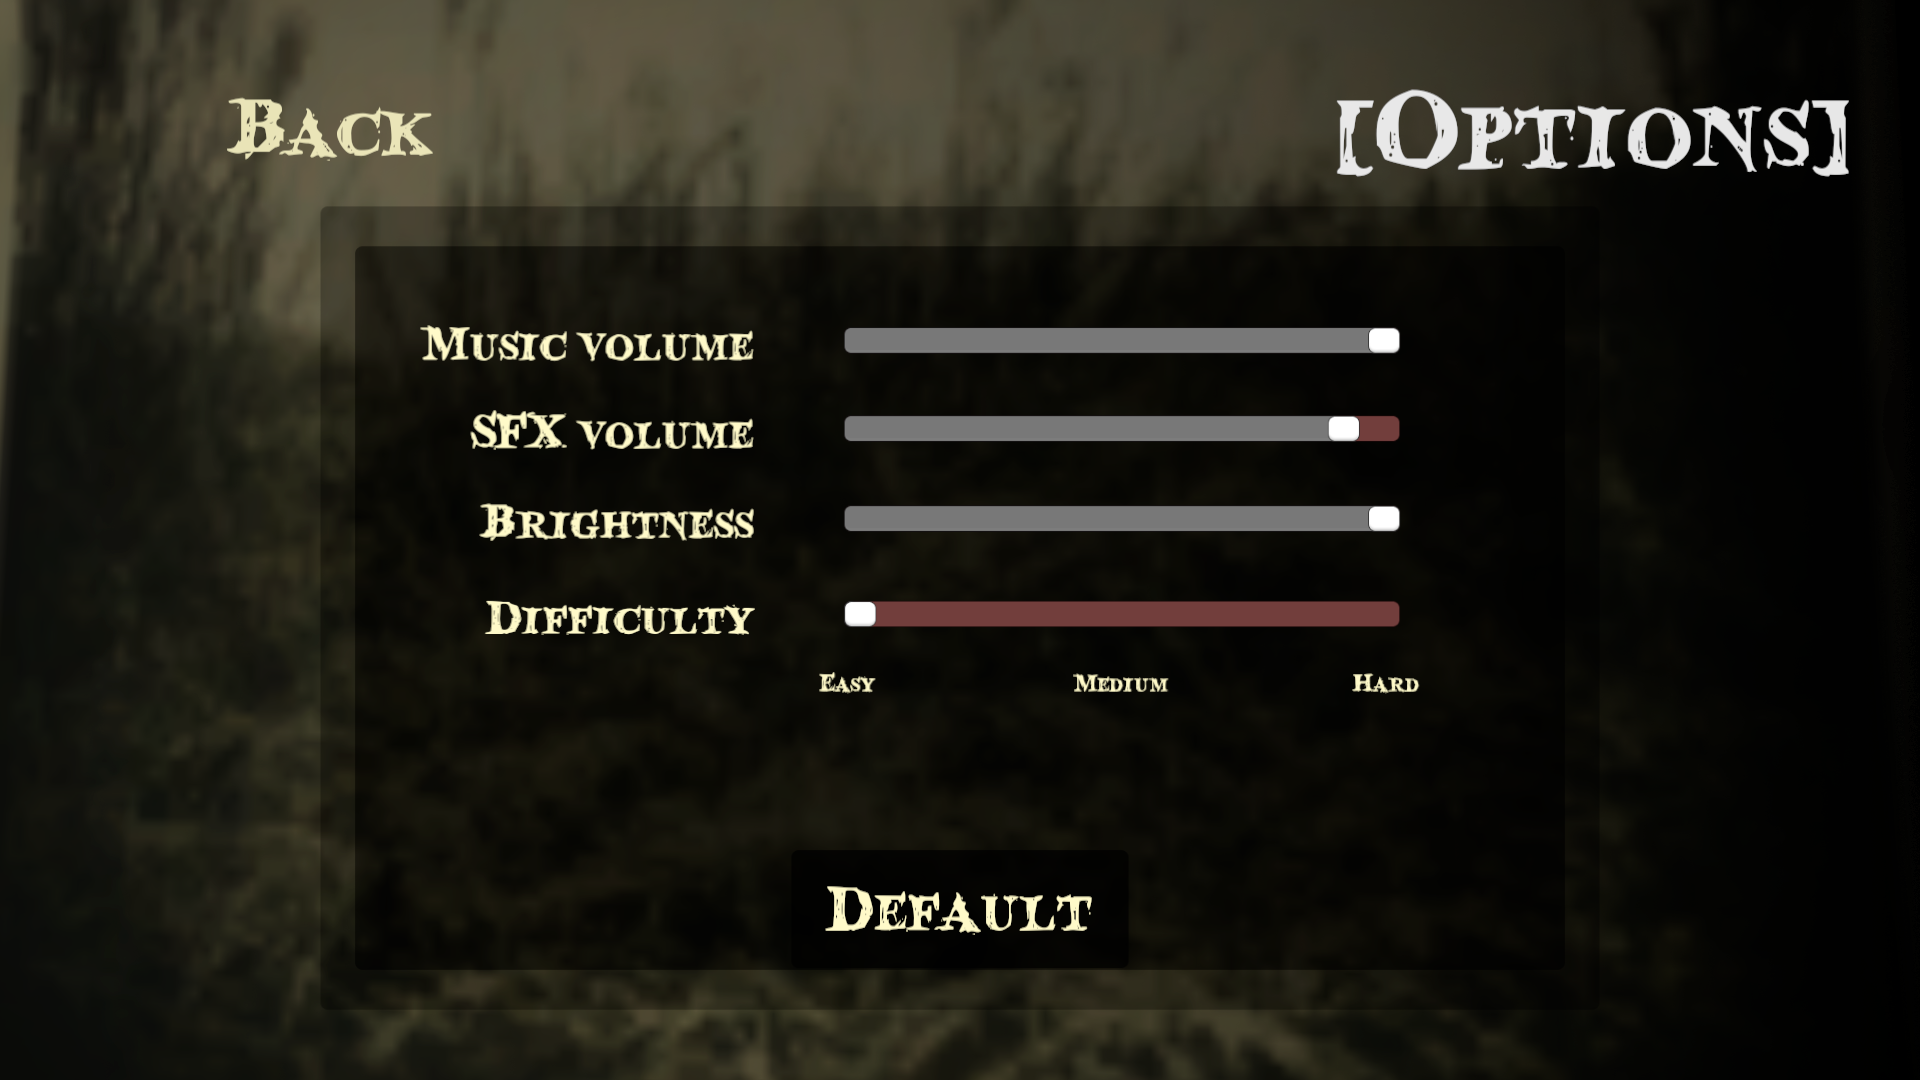 Back
[Options]
Music volume
SFX volume
Brightness
Difficulty
Easy Medium Hard
Default